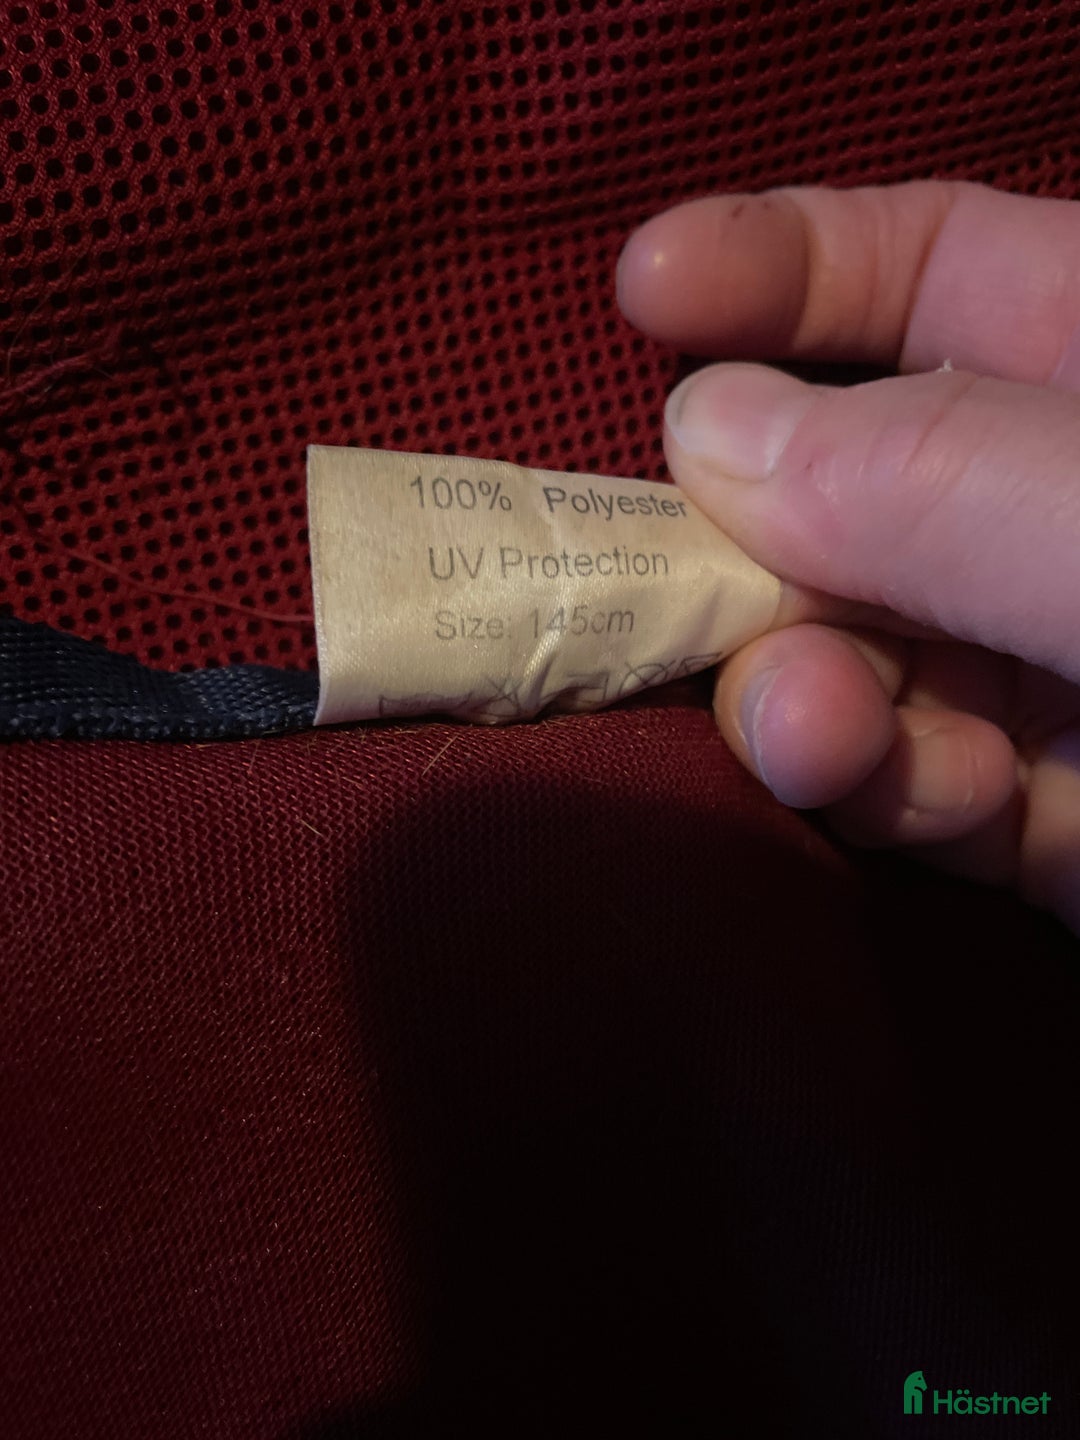 100% Polyester
UV Protection
Size: 145cm
Hästnet